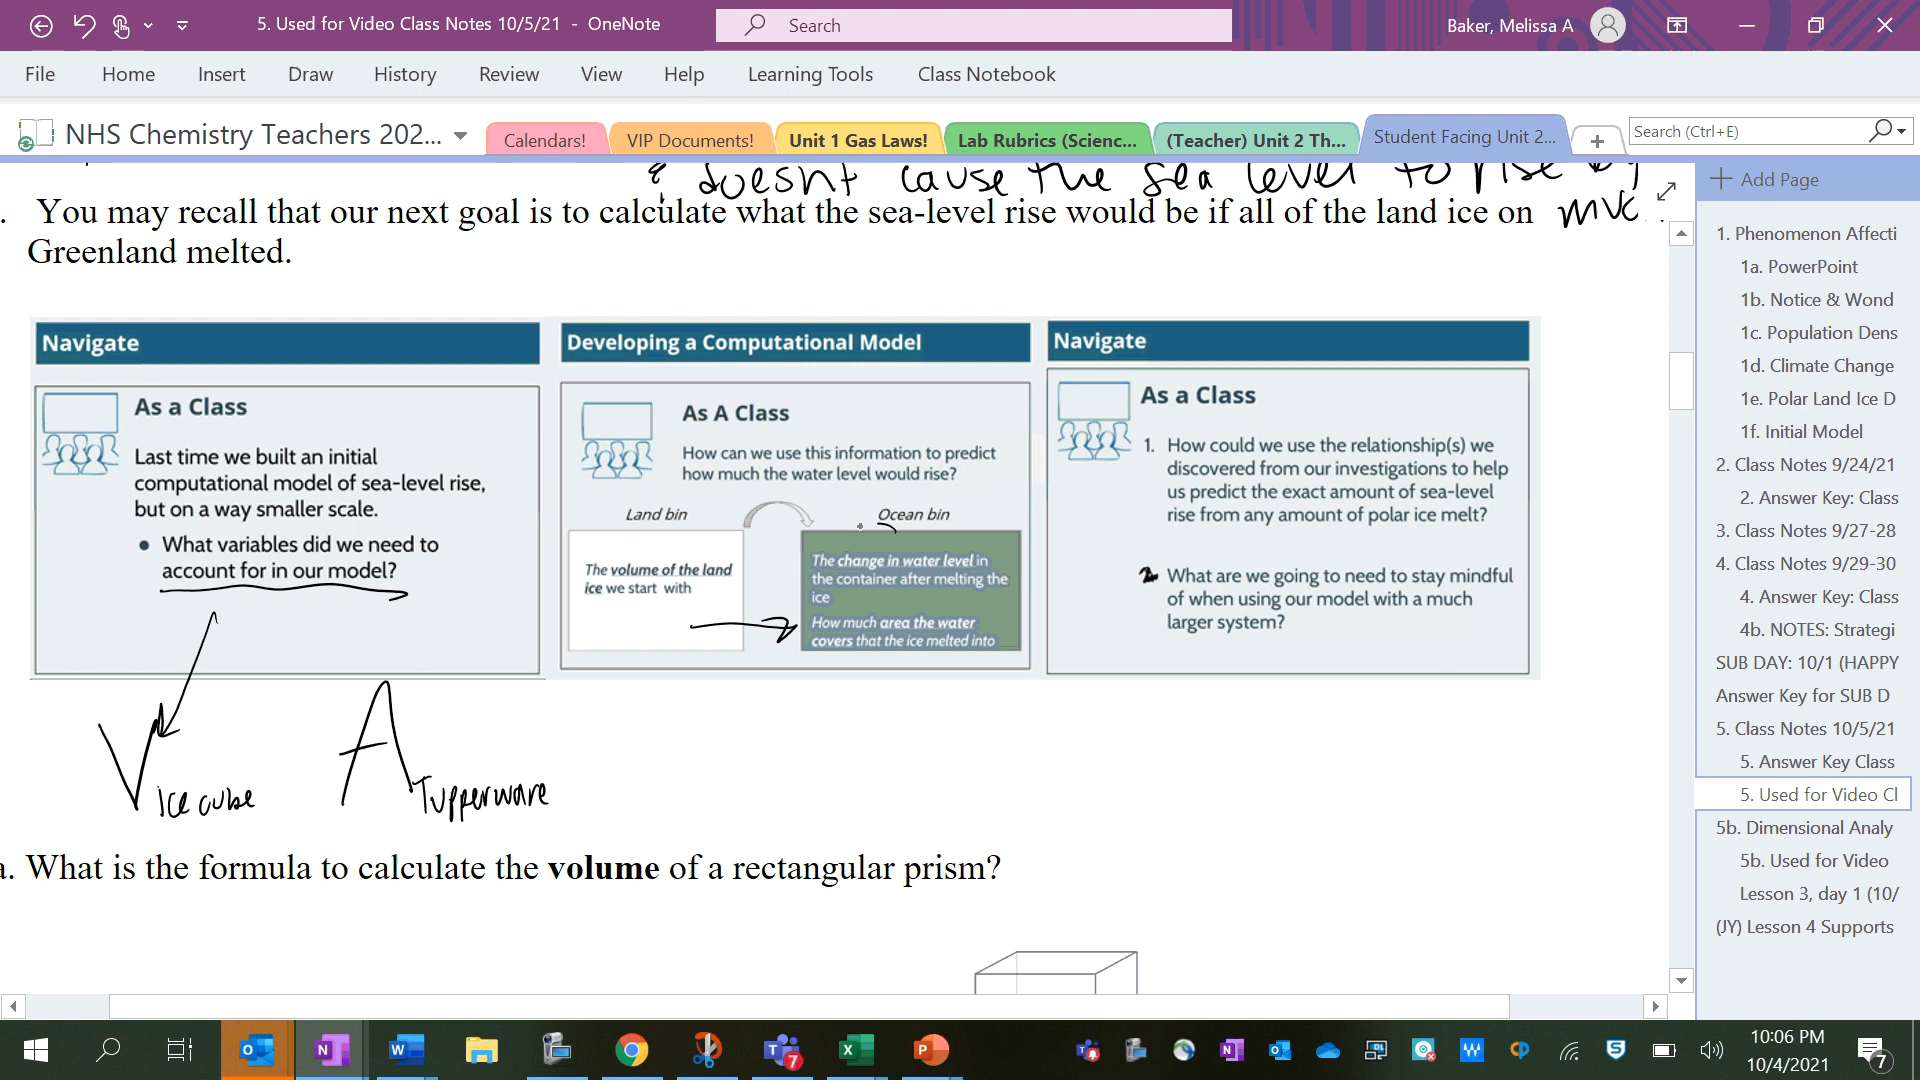 5. Used for Video Class Notes 10/5/21 - OneNote
Search
Baker, Melissa A
File Home Insert Draw History Review View Help Learning Tools Class Notebook
NHS Chemistry Teachers 202...
Calendars! VIP Documents! Unit 1 Gas Laws! Lab Rubrics (Scienc... (Teacher) Unit 2 Th... Student Facing Unit 2...
Search (Ctrl+E)
& doesnt cause the sea level to rise by
. You may recall that our next goal is to calculate what the sea-level rise would be if all of the land ice on
Greenland melted.
Navigate
As a Class
Last time we built an initial
computational model of sea-level rise,
but on a way smaller scale.
• What variables did we need to
account for in our model?
Developing a Computational Model
As A Class
How can we use this information to predict
how much the water level would rise?
Land bin
Ocean bin
The volume of the land
ice we start with
The change in water level in
the container after melting the
ice
How much area the water
covers that the ice melted into
Navigate
As a Class
1. How could we use the relationship(s) we
discovered from our investigations to help
us predict the exact amount of sea-level
rise from any amount of polar ice melt?
2. What are we going to need to stay mindful
of when using our model with a much
larger system?
V ice cube
A Tupperware
a. What is the formula to calculate the volume of a rectangular prism?
Add Page
1. Phenomenon Affecti
1a. PowerPoint
1b. Notice & Wond
1c. Population Dens
1d. Climate Change
1e. Polar Land Ice D
1f. Initial Model
2. Class Notes 9/24/21
2. Answer Key: Class
3. Class Notes 9/27-28
4. Class Notes 9/29-30
4. Answer Key: Class
4b. NOTES: Strategi
SUB DAY: 10/1 (HAPPY
Answer Key for SUB D
5. Class Notes 10/5/21
5. Answer Key Class
5. Used for Video Cl
5b. Dimensional Analy
5b. Used for Video
Lesson 3, day 1 (10/
(JY) Lesson 4 Supports
10:06 PM
10/4/2021
7
7